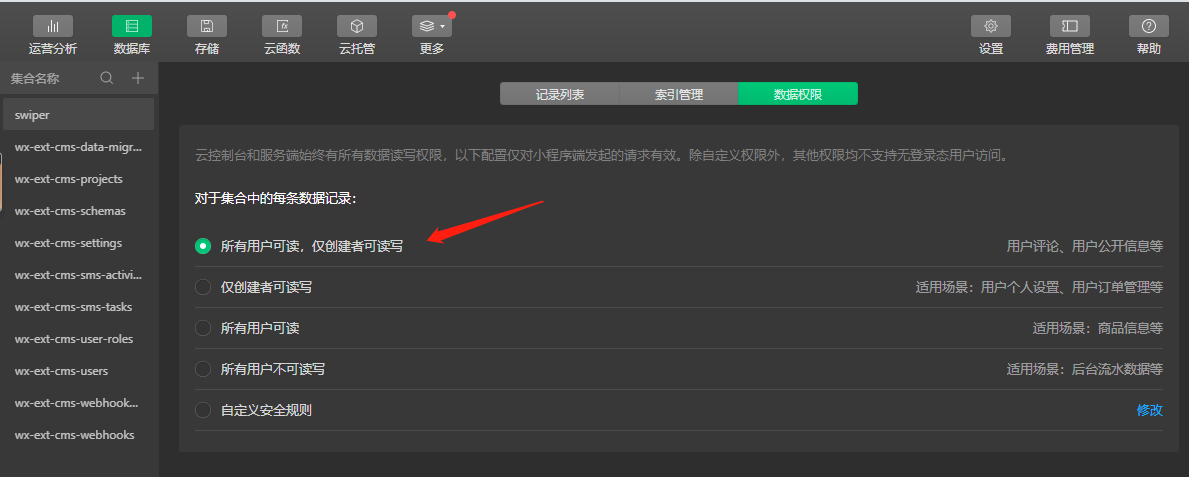 运营分析
数据库
存储
云函数
云托管
更多
设置
费用管理
帮助
集合名称
记录列表
索引管理
数据权限
swiper
wx-ext-cms-data-migr...
wx-ext-cms-projects
wx-ext-cms-schemas
wx-ext-cms-settings
wx-ext-cms-sms-activi...
wx-ext-cms-sms-tasks
wx-ext-cms-user-roles
wx-ext-cms-users
wx-ext-cms-webhook...
wx-ext-cms-webhooks
云控制台和服务端始终有所有数据读写权限，以下配置仅对小程序端发起的请求有效。除自定义权限外，其他权限均不支持无登录态用户访问。
对于集合中的每条数据记录：
所有用户可读，仅创建者可读写
用户评论、用户公开信息等
仅创建者可读写
适用场景：用户个人设置、用户订单管理等
所有用户可读
适用场景：商品信息等
所有用户不可读写
适用场景：后台流水数据等
自定义安全规则
修改